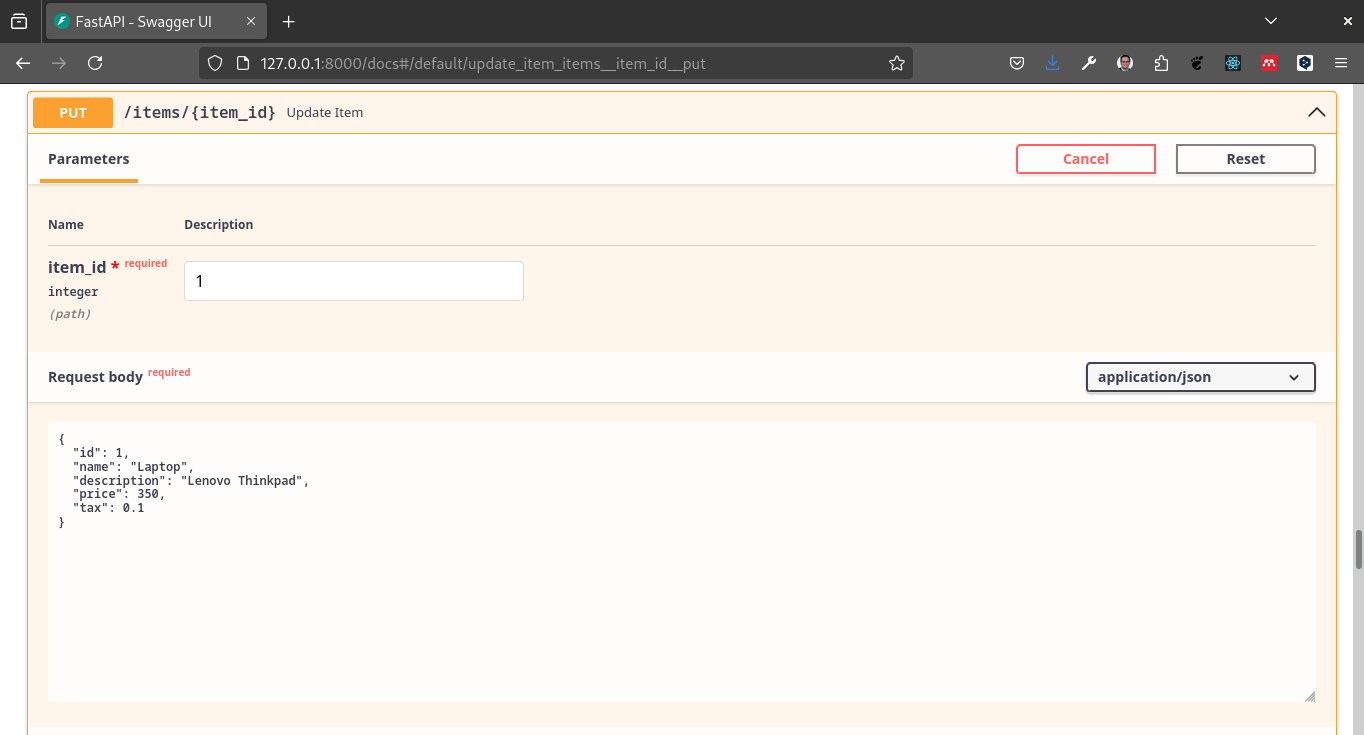 FastAPI - Swagger UI
127.0.0.1:8000/docs#/default/update_item_items__item_id__put
PUT /items/{item_id} Update Item
Parameters
Cancel
Reset
Name Description
item_id * required
integer
(path)
1
Request body required
application/json
{
"id": 1,
"name": "Laptop",
"description": "Lenovo Thinkpad",
"price": 350,
"tax": 0.1
}